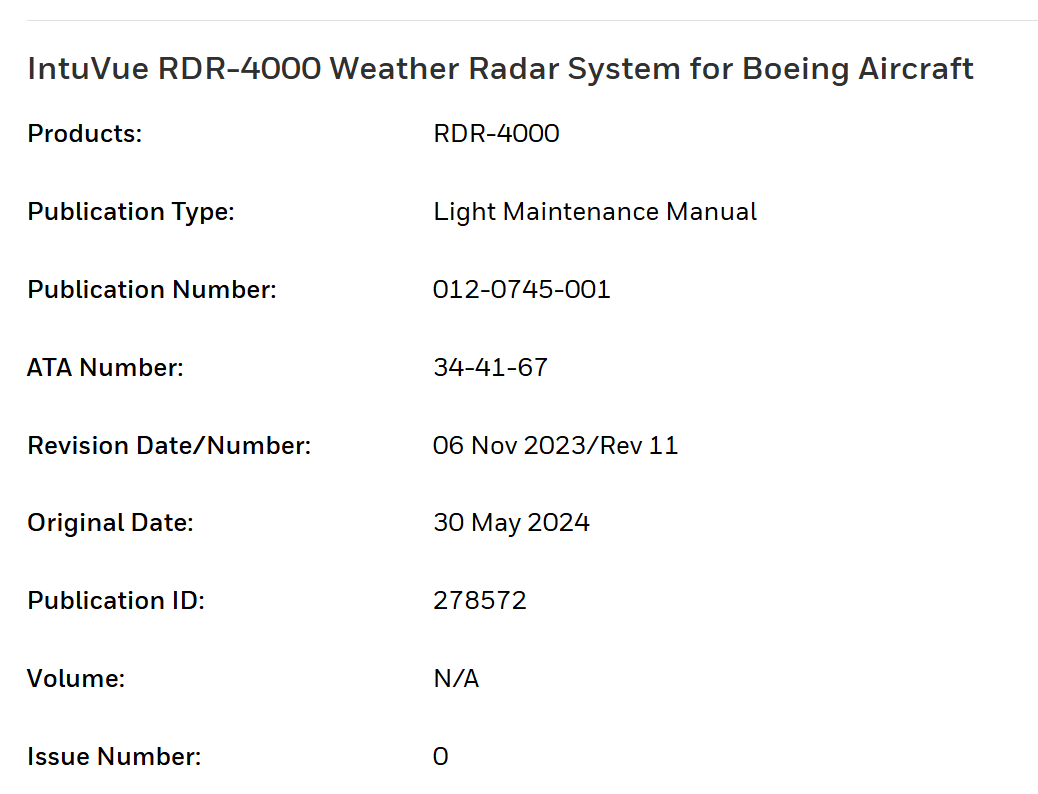 IntuVue RDR-4000 Weather Radar System for Boeing Aircraft
Products: RDR-4000
Publication Type: Light Maintenance Manual
Publication Number: 012-0745-001
ATA Number: 34-41-67
Revision Date/Number: 06 Nov 2023/Rev 11
Original Date: 30 May 2024
Publication ID: 278572
Volume: N/A
Issue Number: 0